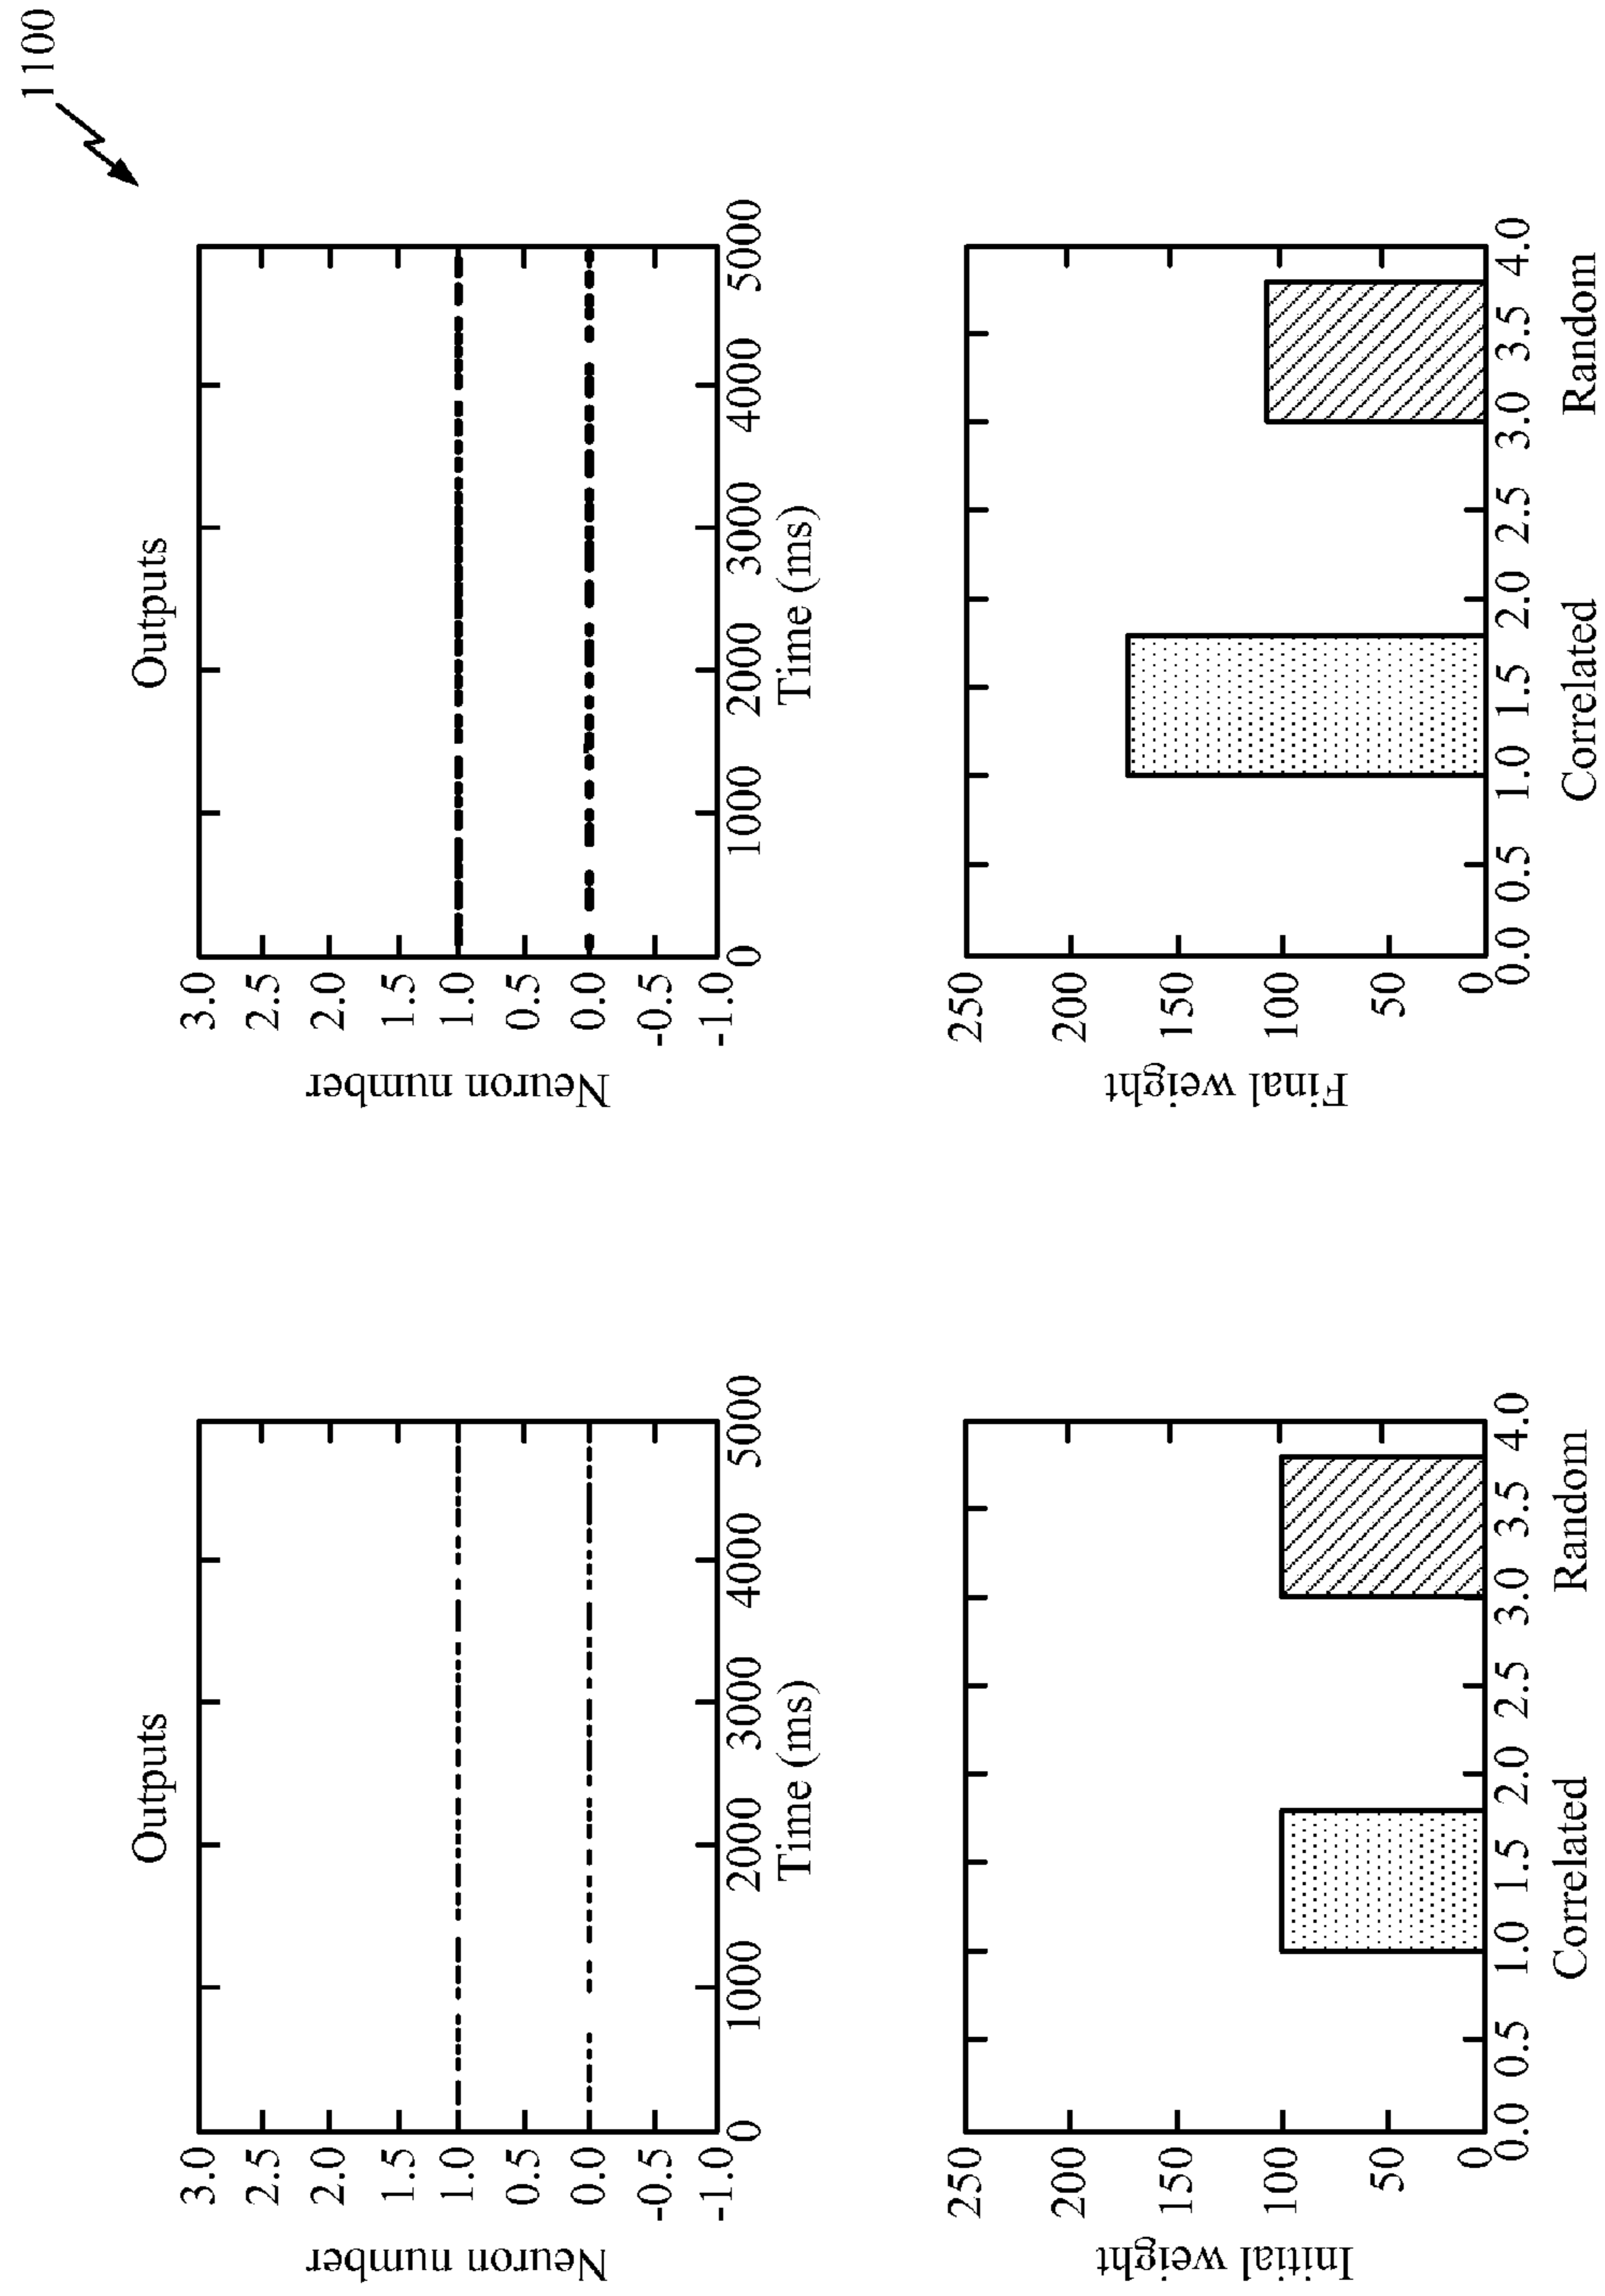 1100
Outputs
Neuron number
3.0
2.5
2.0
1.5
1.0
0.5
0.0
-0.5
-1.0
0 1000 2000 3000 4000 5000
Time (ms)
Outputs
Neuron number
3.0
2.5
2.0
1.5
1.0
0.5
0.0
-0.5
-1.0
0 1000 2000 3000 4000 5000
Time (ms)
Initial weight
250
200
150
100
50
0
0.0 0.5 1.0 1.5 2.0 2.5 3.0 3.5 4.0
Correlated Random
Final weight
250
200
150
100
50
0
0.0 0.5 1.0 1.5 2.0 2.5 3.0 3.5 4.0
Correlated Random